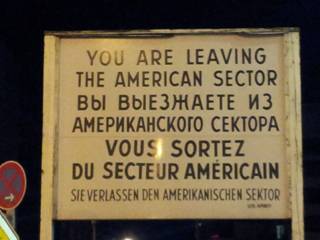 YOU ARE LEAVING
THE AMERICAN SECTOR
ВЫ ВЫЕЗЖАЕТЕ ИЗ
АМЕРИКАНСКОГО СЕКТОРА
VOUS SORTEZ
DU SECTEUR AMÉRICAIN
SIE VERLASSEN DEN AMERIKANISCHEN SEKTOR